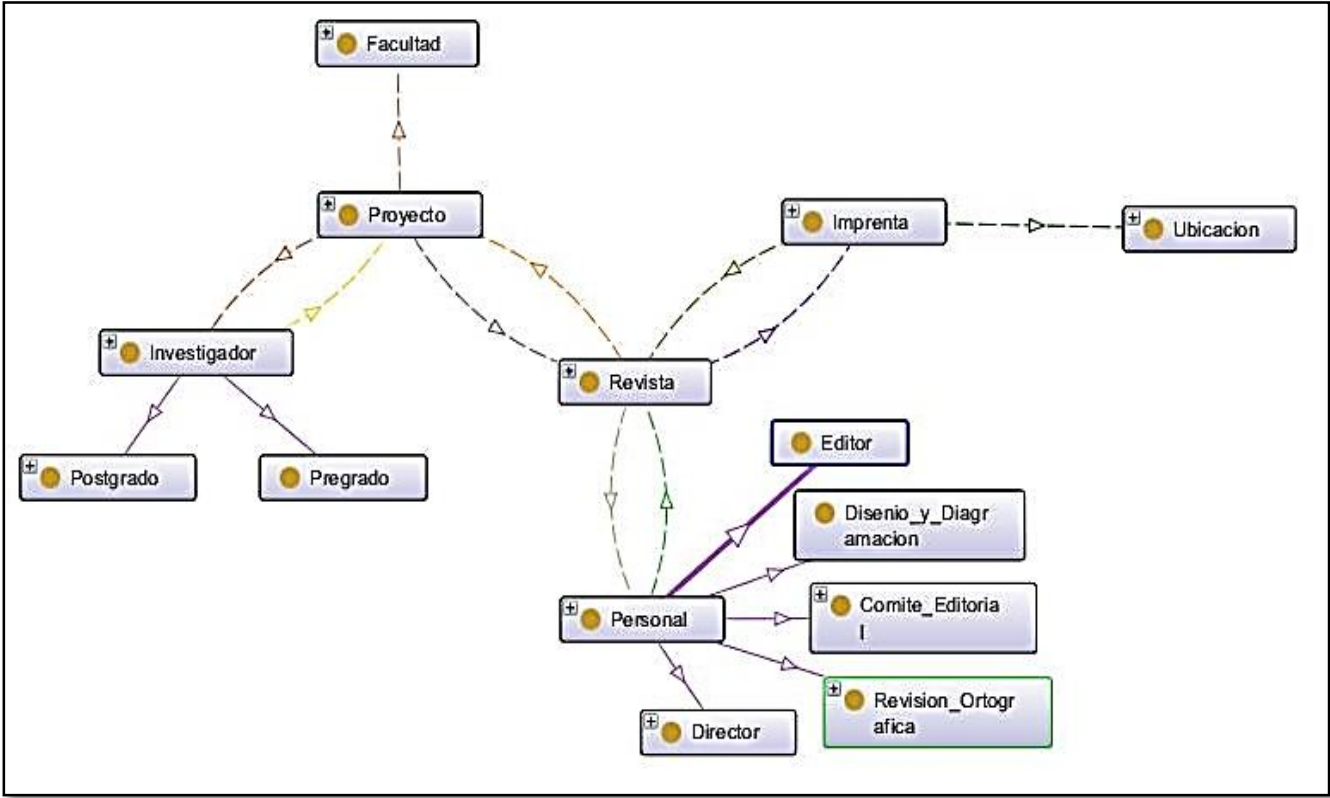 Facultad
Proyecto
Imprenta
Ubicacion
Investigador
Revista
Editor
Postgrado
Pregrado
Disenio_y_Diagr
amacion
Comite_Editoria
l
Personal
Revision_Ortogr
afica
Director